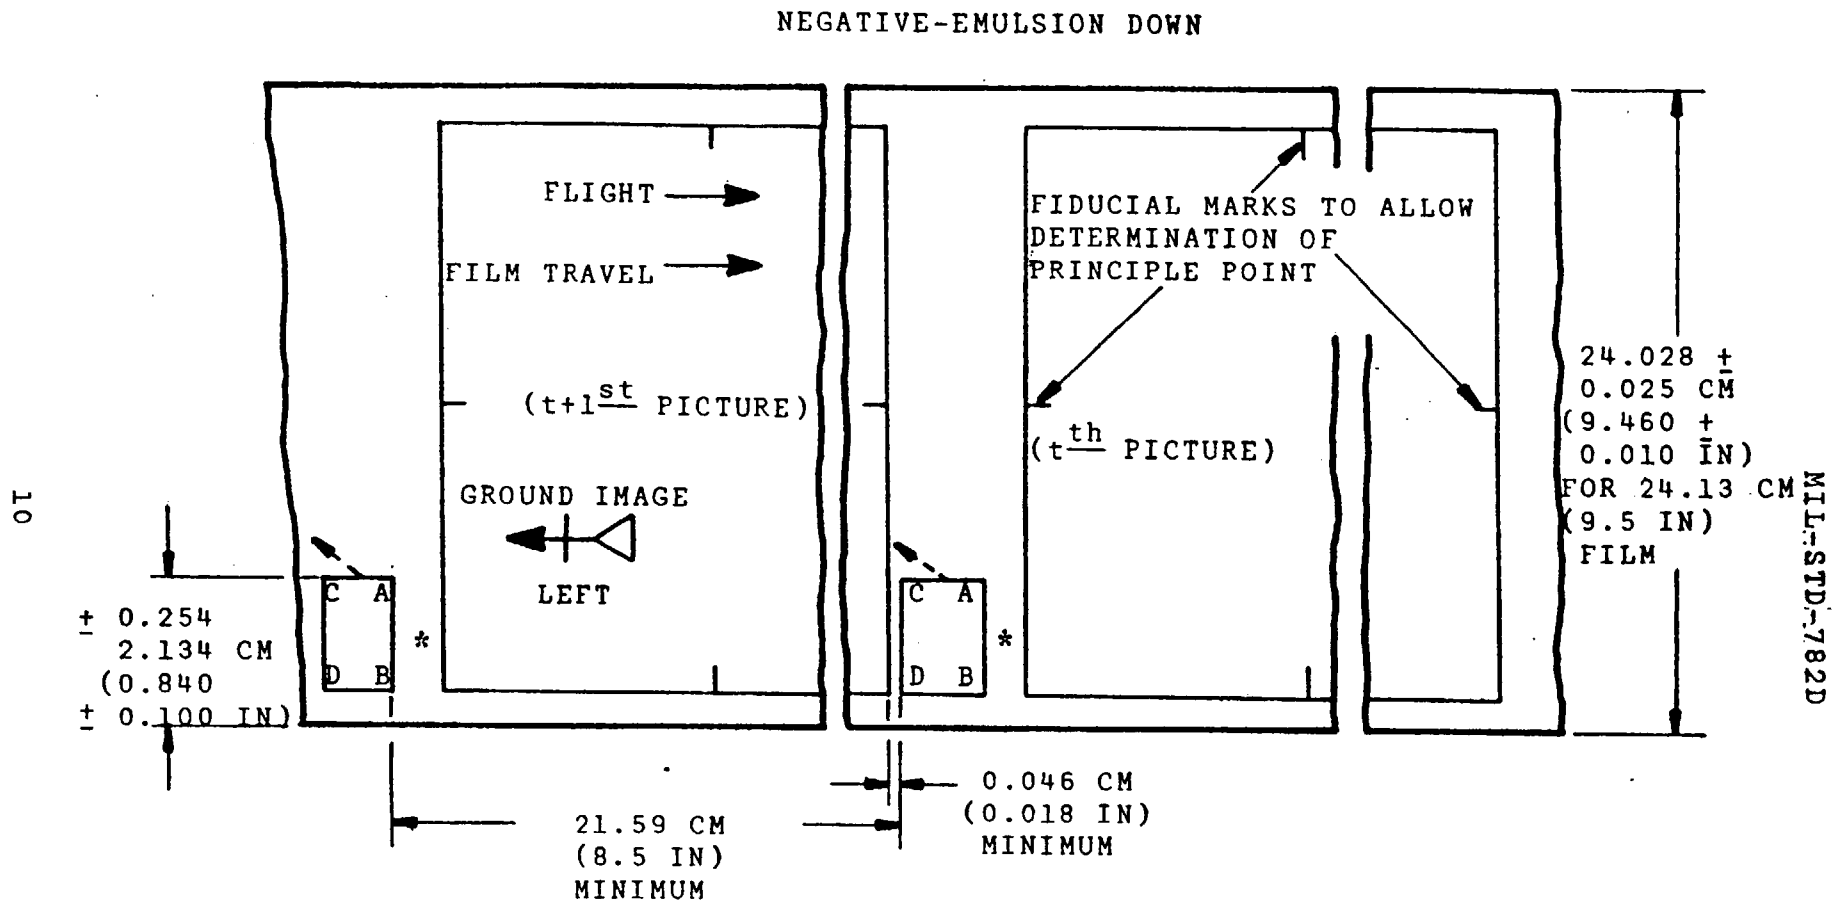 NEGATIVE-EMULSION DOWN
FLIGHT
FILM TRAVEL
(t+1st PICTURE)
GROUND IMAGE
LEFT
C A
D B
*
± 0.254
2.134 CM
(0.840
± 0.100 IN)
21.59 CM
(8.5 IN)
MINIMUM
C A
D B
*
0.046 CM
(0.018 IN)
MINIMUM
FIDUCIAL MARKS TO ALLOW
DETERMINATION OF
PRINCIPLE POINT
(tth PICTURE)
24.028 ±
0.025 CM
(9.460 ±
0.010 IN)
FOR 24.13 CM
(9.5 IN)
FILM
MIL-STD-782D
10